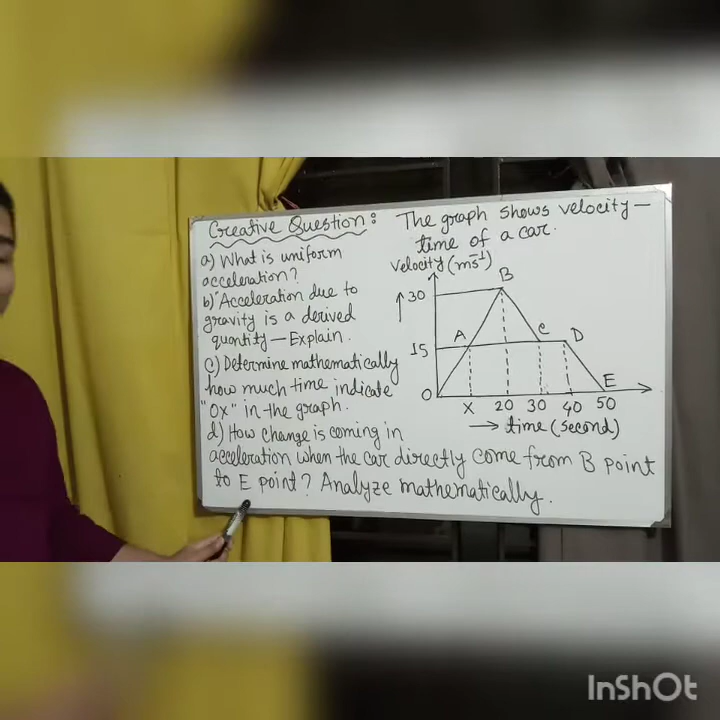 Creative Question:
a) What is uniform
acceleration?
b) Acceleration due to
gravity is a derived
quantity — Explain.
c) Determine mathematically
how much time indicate
"OX" in the graph.
d) How change is coming in
acceleration when the car directly come from B point
to E point? Analyze mathematically.
The graph shows velocity—
time of a car.
Velocity (ms⁻¹)
B
30
A
C
D
15
E
0
X 20 30 40 50
→ time (second)
InShOt